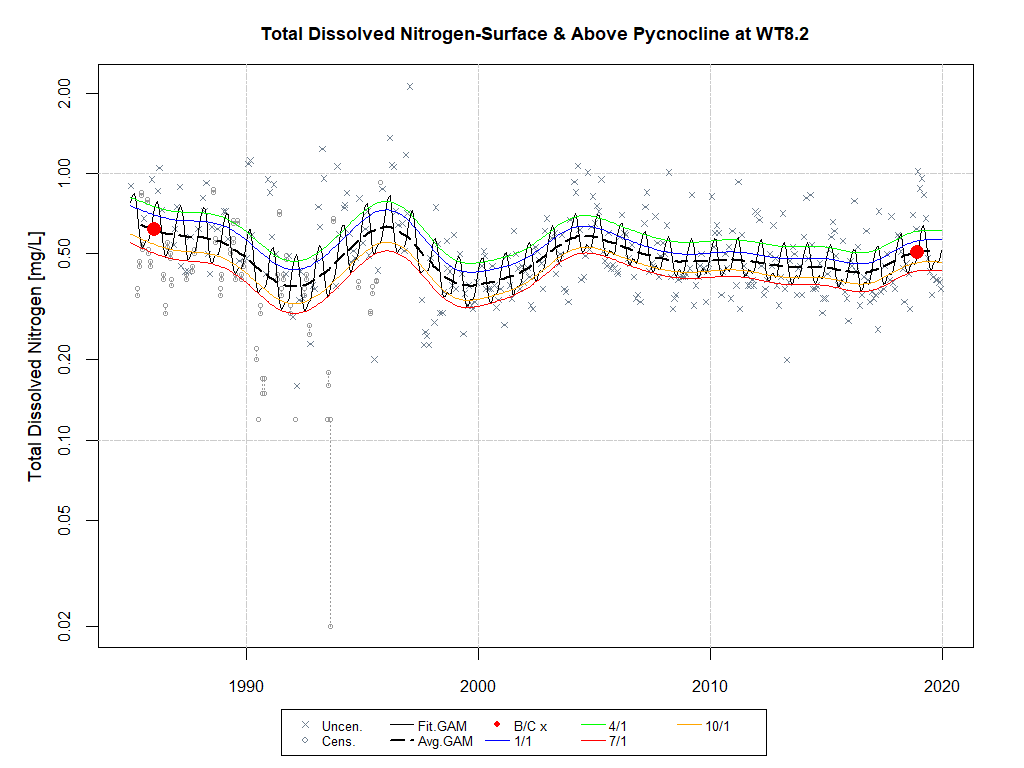 Total Dissolved Nitrogen-Surface & Above Pycnocline at WT8.2
Total Dissolved Nitrogen [mg/L]
2.00
1.00
0.50
0.20
0.10
0.05
0.02
1990 2000 2010 2020
Uncen. Fit.GAM B/C x 4/1 10/1
Cens. Avg.GAM 1/1 7/1